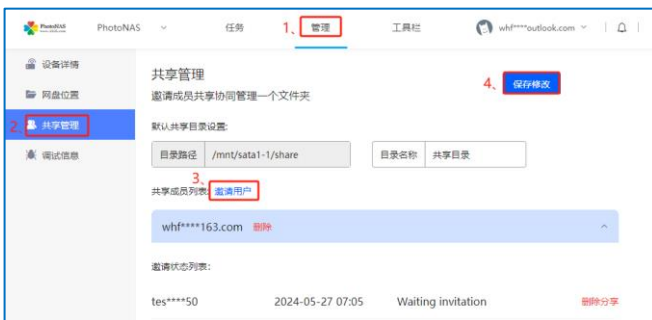 PhotoNAS PhotoNAS 任务 1、 管理 工具栏 whf****outlook.com
设备详情
网盘位置
2、 共享管理
调试信息
共享管理
邀请成员共享协同管理一个文件夹
4、 保存修改
默认共享目录设置:
目录路径 /mnt/sata1-1/share 目录名称 共享目录
3、
共享成员列表: 邀请用户
whf****163.com 删除
邀请状态列表:
tes****50 2024-05-27 07:05 Waiting invitation 删除分享